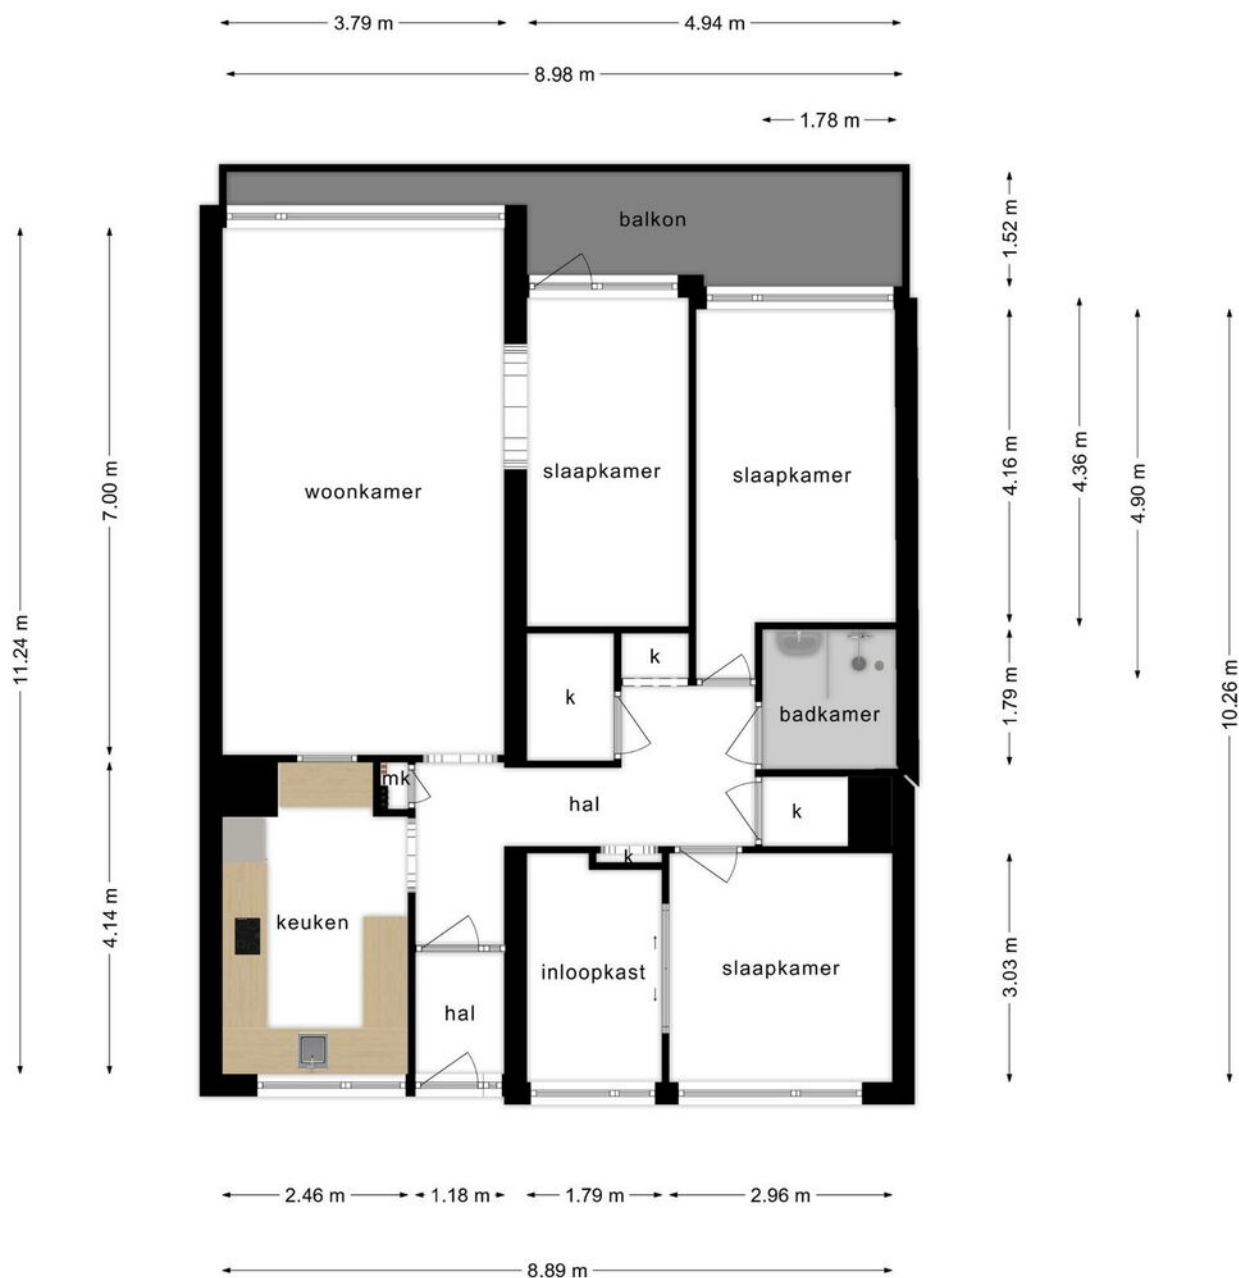 3.79 m
4.94 m
8.98 m
1.78 m
balkon
1.52 m
woonkamer
slaapkamer
slaapkamer
7.00 m
11.24 m
4.16 m
4.36 m
4.90 m
10.26 m
k
k
badkamer
1.79 m
mk
hal
k
k
keuken
4.14 m
inloopkast
slaapkamer
3.03 m
hal
2.46 m
1.18 m
1.79 m
2.96 m
8.89 m